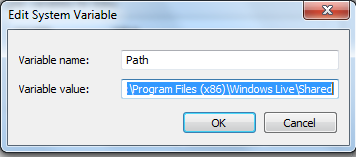 Edit System Variable
Variable name: Path
Variable value: :\Program Files (x86)\Windows Live\Shared
OK Cancel